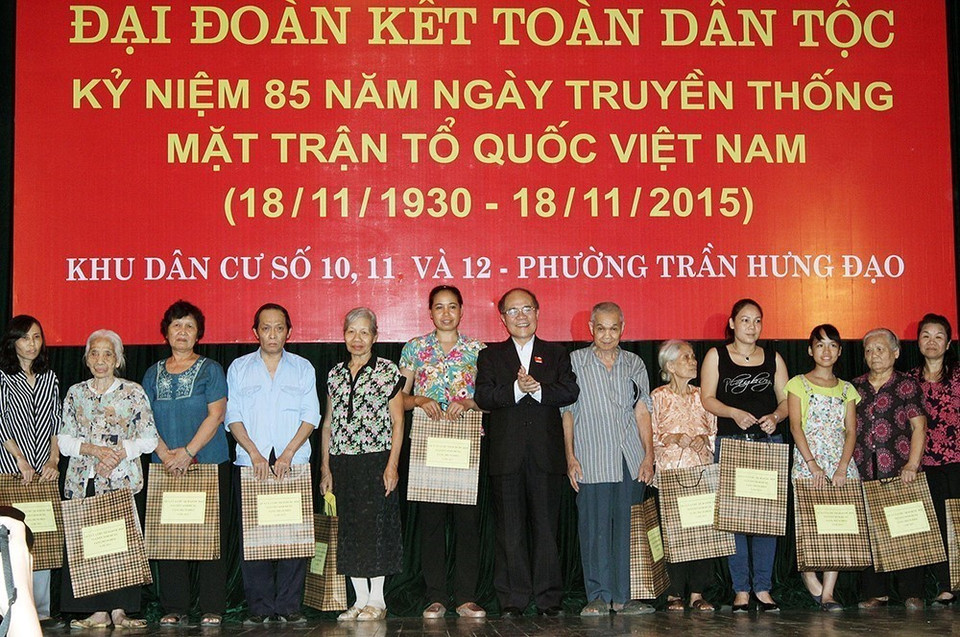 ĐẠI ĐOÀN KẾT TOÀN DÂN TỘC
KỶ NIỆM 85 NĂM NGÀY TRUYỀN THỐNG
MẶT TRẬN TỔ QUỐC VIỆT NAM
(18/11/1930 - 18/11/2015)
KHU DÂN CƯ SỐ 10, 11 VÀ 12 - PHƯỜNG TRẦN HƯNG ĐẠO